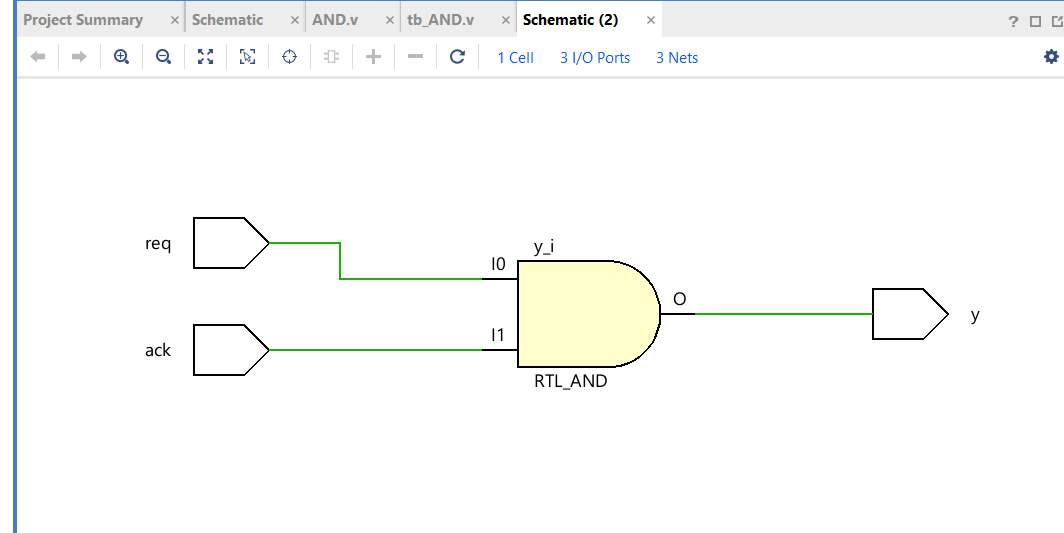 Project Summary × Schematic × AND.v × tb_AND.v × Schematic (2) × ?
1 Cell 3 I/O Ports 3 Nets
req
y_i
I0
O
y
I1
ack
RTL_AND